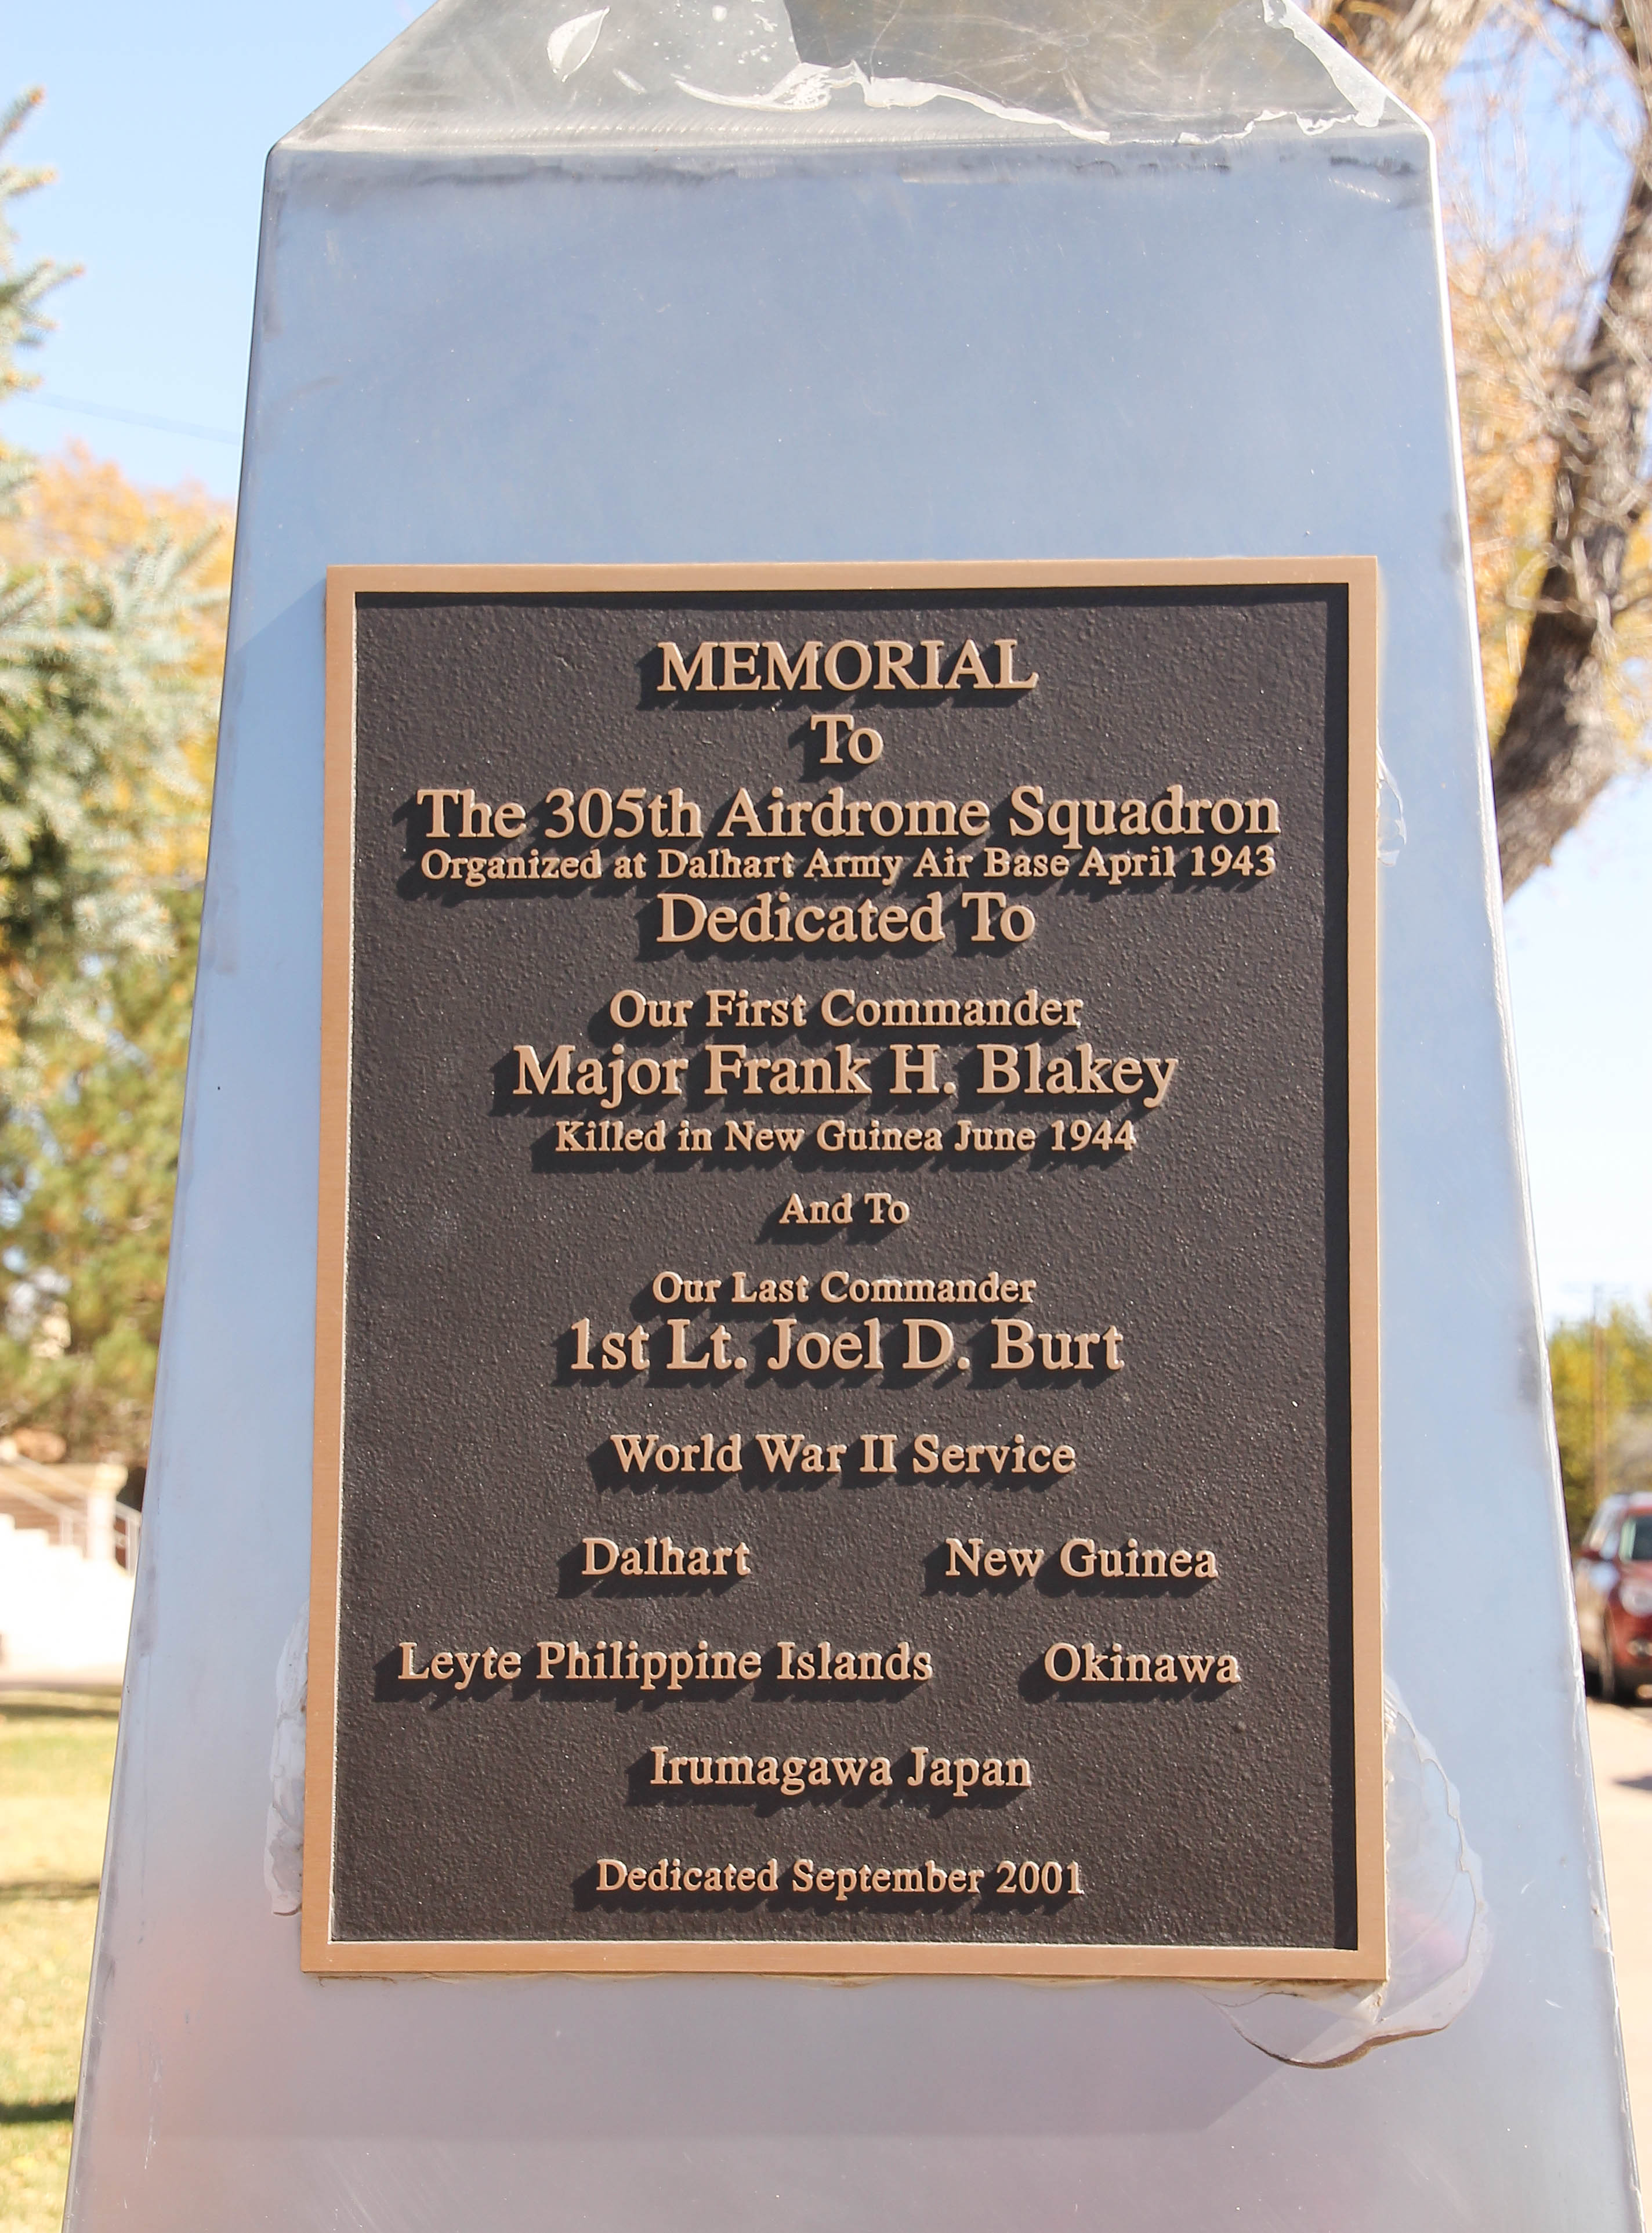 MEMORIAL
To
The 305th Airdrome Squadron
Organized at Dalhart Army Air Base April 1943
Dedicated To
Our First Commander
Major Frank H. Blakey
Killed in New Guinea June 1944
And To
Our Last Commander
1st Lt. Joel D. Burt
World War II Service
Dalhart New Guinea
Leyte Philippine Islands Okinawa
Irumagawa Japan
Dedicated September 2001